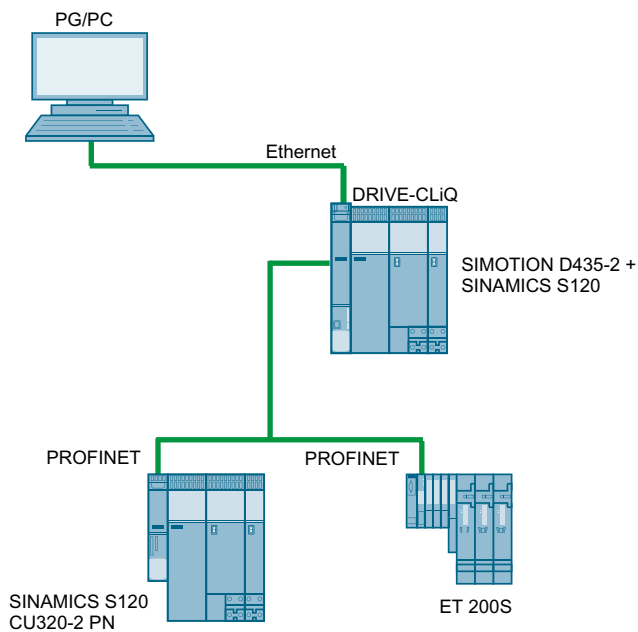 PG/PC
Ethernet
DRIVE-CLiQ
SIMOTION D435-2 +
SINAMICS S120
PROFINET
PROFINET
SINAMICS S120
CU320-2 PN
ET 200S